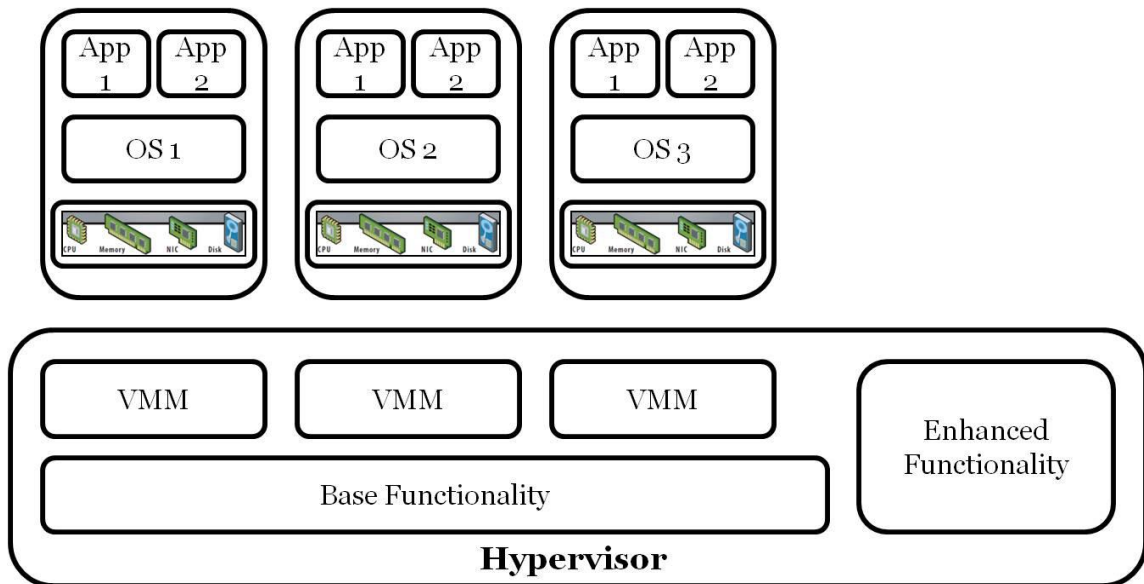 App 1
App 2
App 1
App 2
App 1
App 2
OS 1
OS 2
OS 3
CPU Memory NIC Disk
CPU Memory NIC Disk
CPU Memory NIC Disk
VMM
VMM
VMM
Enhanced
Functionality
Base Functionality
Hypervisor